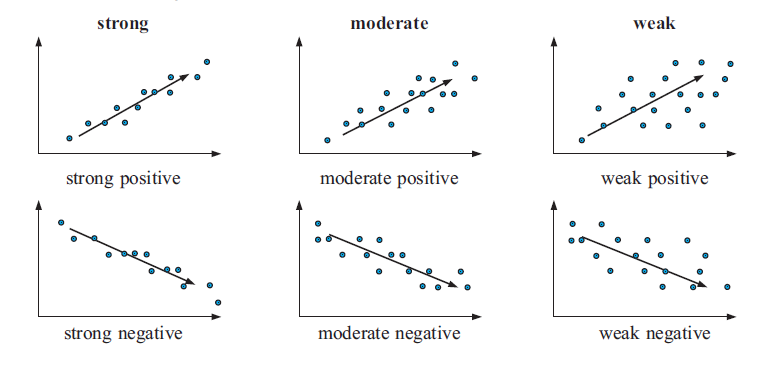 strong
moderate
weak
strong positive
moderate positive
weak positive
strong negative
moderate negative
weak negative